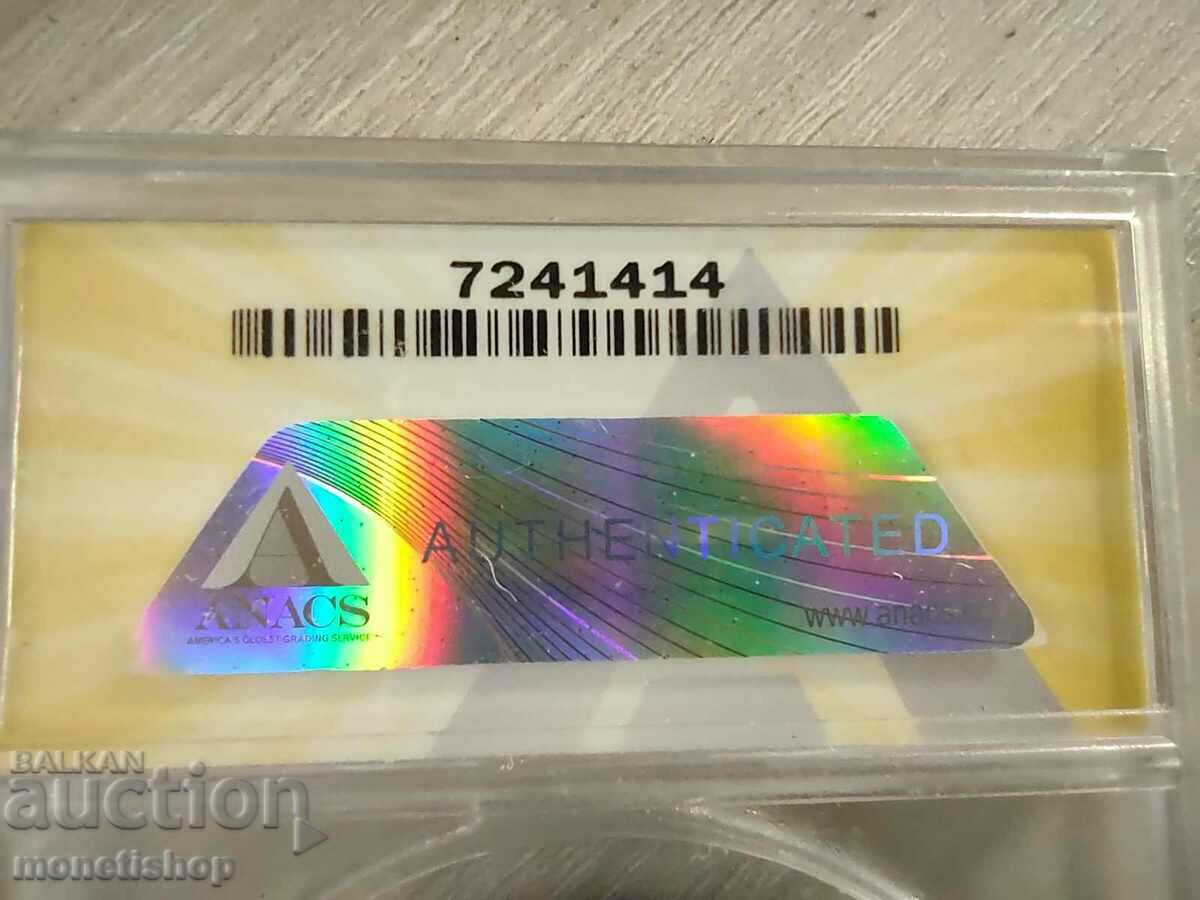 7241414
AUTHENTICATED
ANACS
AMERICA'S OLDEST GRADING SERVICE
BALKAN
auction
monetishop